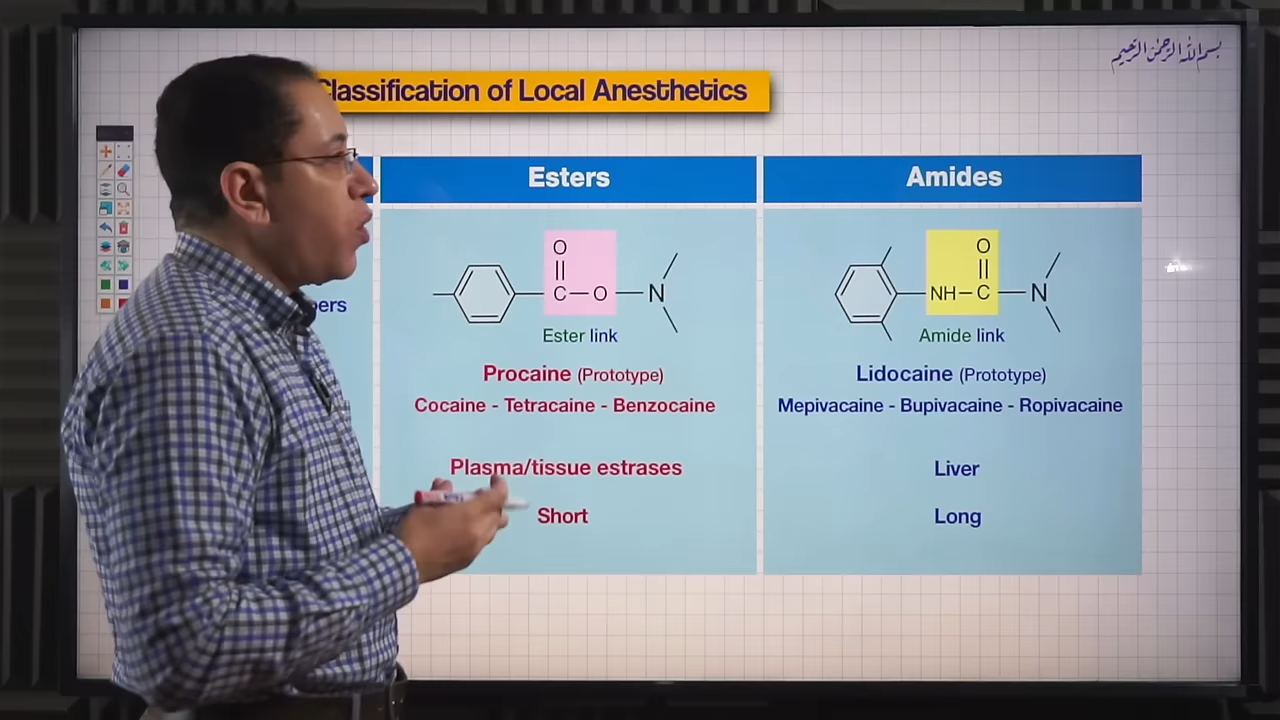 بسم الله الرحمن الرحيم
Classification of Local Anesthetics
Esters
Amides
O
C – O
N
Ester link
O
NH – C
N
Amide link
bers
Procaine (Prototype)
Lidocaine (Prototype)
Cocaine - Tetracaine - Benzocaine
Mepivacaine - Bupivacaine - Ropivacaine
Plasma/tissue estrases
Liver
Short
Long